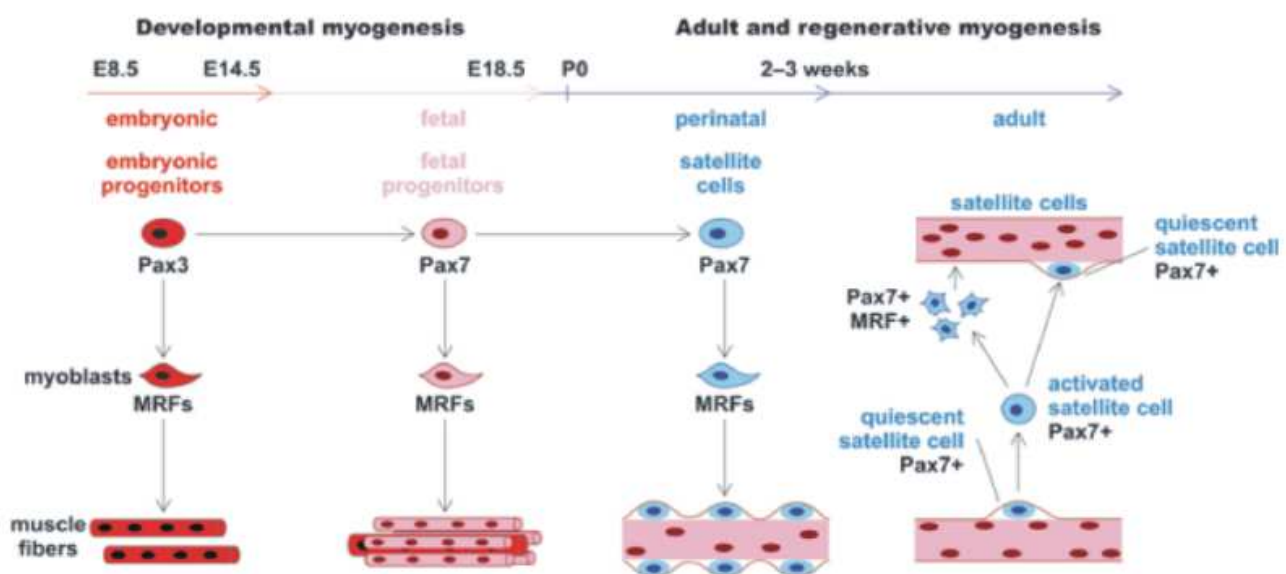 Developmental myogenesis
Adult and regenerative myogenesis
E8.5
E14.5
E18.5
P0
2–3 weeks
embryonic
fetal
perinatal
adult
embryonic
progenitors
fetal
progenitors
satellite
cells
Pax3
Pax7
Pax7
myoblasts
MRFs
MRFs
MRFs
muscle
fibers
satellite cells
quiescent
satellite cell
Pax7+
Pax7+
MRF+
activated
satellite cell
Pax7+
quiescent
satellite cell
Pax7+